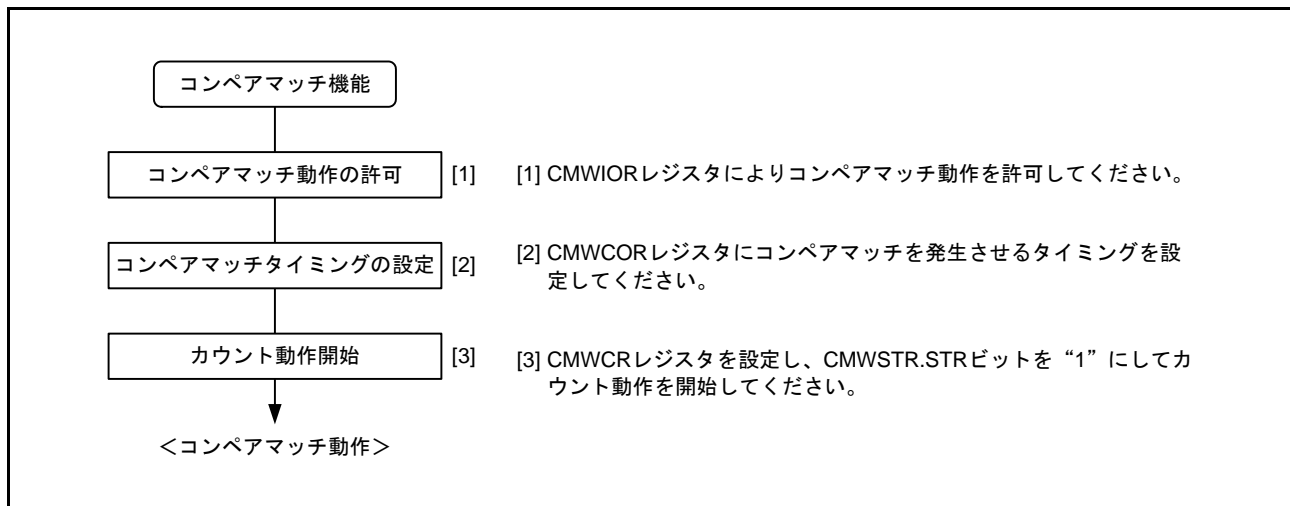 コンペアマッチ機能
コンペアマッチ動作の許可 [1] [1] CMWIORレジスタによりコンペアマッチ動作を許可してください。
コンペアマッチタイミングの設定 [2] [2] CMWCORレジスタにコンペアマッチを発生させるタイミングを設
定してください。
カウント動作開始 [3] [3] CMWCRレジスタを設定し、CMWSTR.STRビットを“1”にしてカ
ウント動作を開始してください。
＜コンペアマッチ動作＞